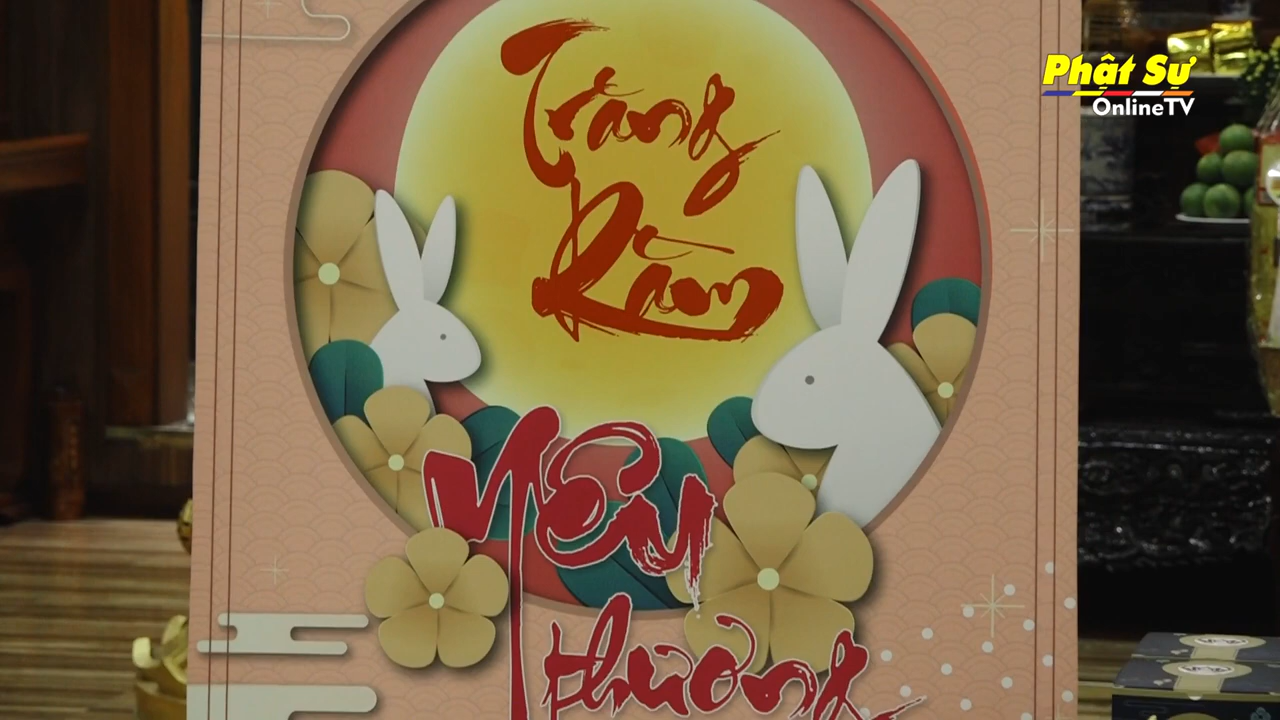 Phật Sự
OnlineTV
Trăng
Rằm
Yêu
thương